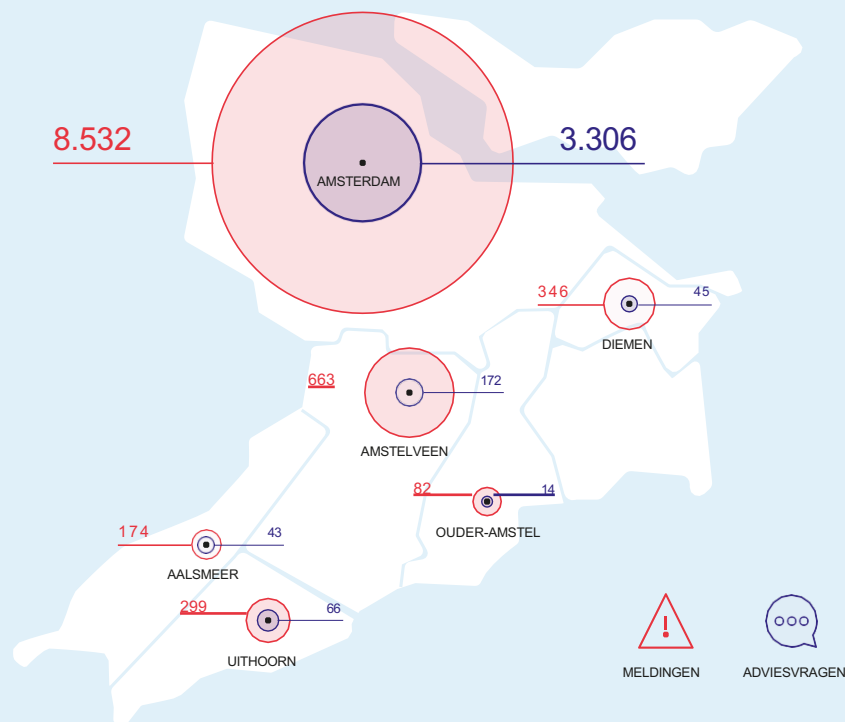 8.532
3.306
AMSTERDAM
346
45
DIEMEN
663
172
AMSTELVEEN
82
14
OUDER-AMSTEL
174
43
AALSMEER
299
66
UITHOORN
MELDINGEN
ADVIESVRAGEN